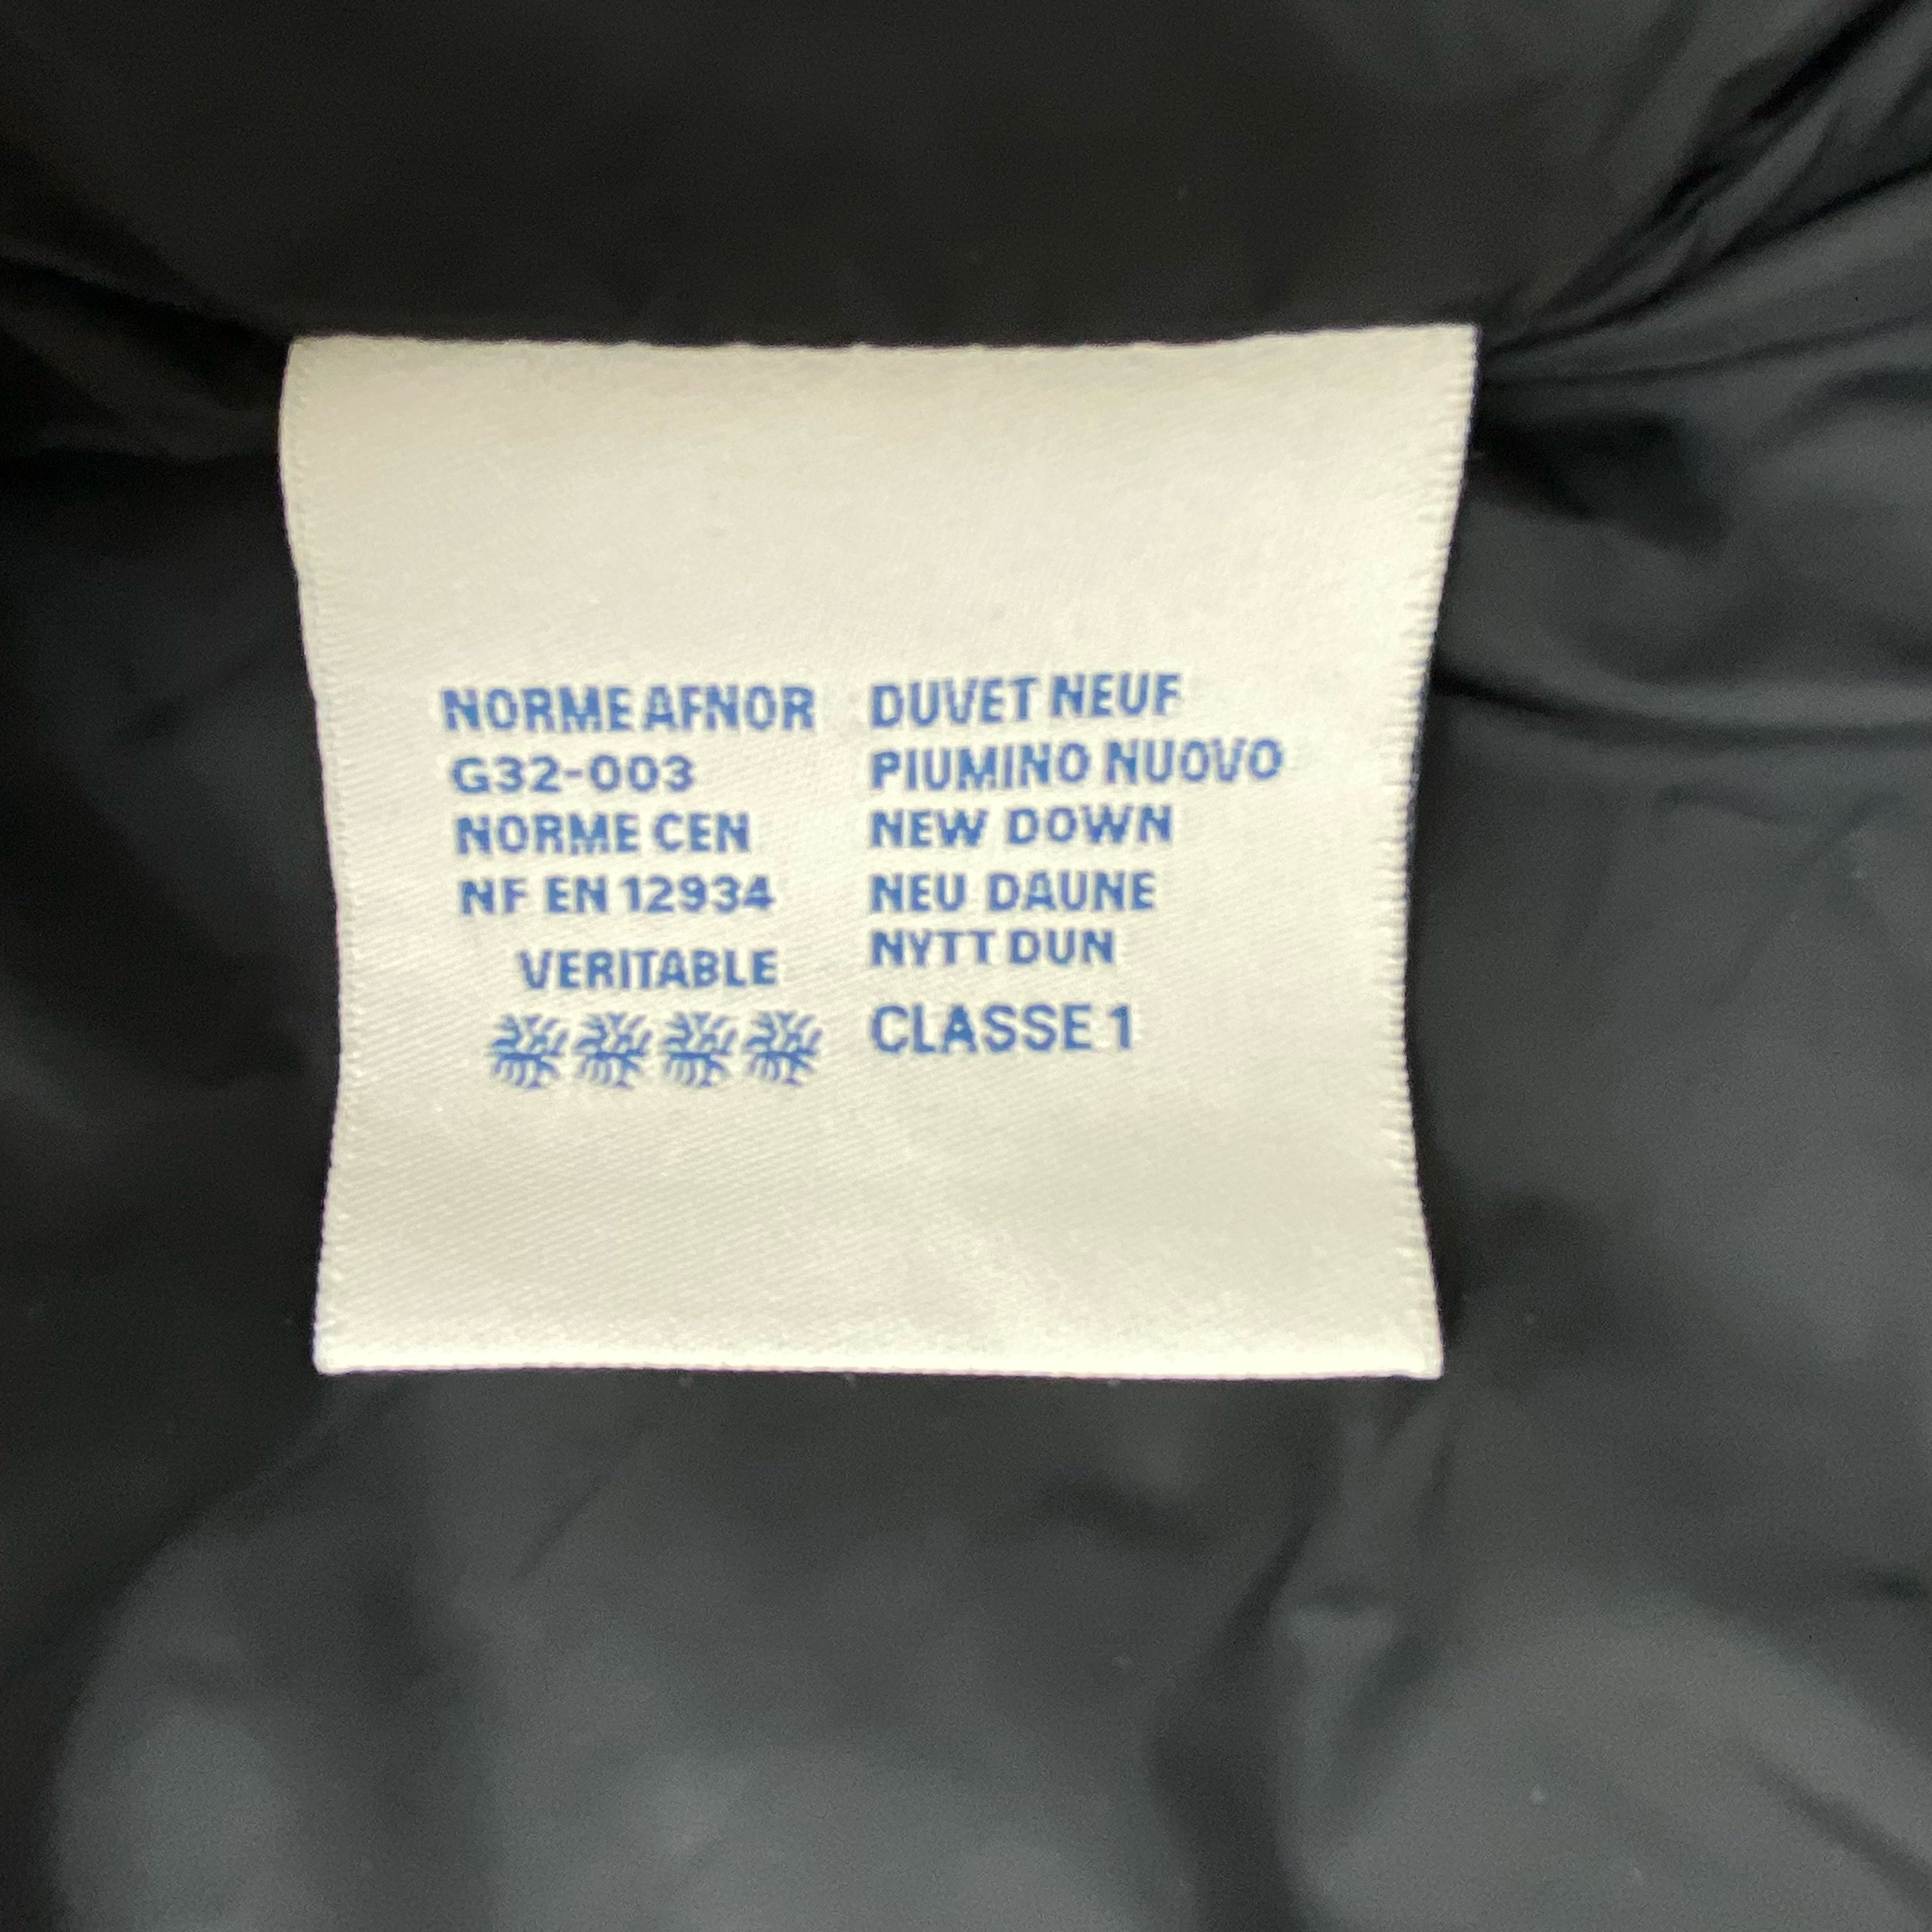 NORME AFNOR
G32-003
NORME CEN
NF EN 12934
VERITABLE
DUVET NEUF
PIUMINO NUOVO
NEW DOWN
NEU DAUNE
NYTT DUN
CLASSE 1